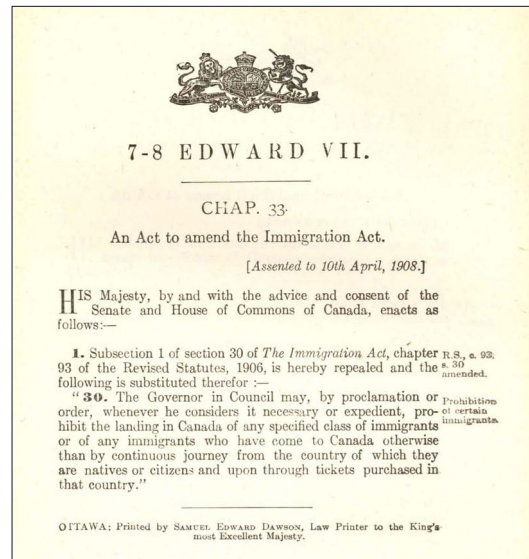 7-8 EDWARD VII.
CHAP. 33.
An Act to amend the Immigration Act.
[Assented to 10th April, 1908.]
HIS Majesty, by and with the advice and consent of the
Senate and House of Commons of Canada, enacts as
follows:—
1. Subsection 1 of section 30 of The Immigration Act, chapter
93 of the Revised Statutes, 1906, is hereby repealed and the
following is substituted therefor :—
R.S., c. 93,
s. 30
amended.
"30. The Governor in Council may, by proclamation or
order, whenever he considers it necessary or expedient, pro-
hibit the landing in Canada of any specified class of immigrants
or of any immigrants who have come to Canada otherwise
than by continuous journey from the country of which they
are natives or citizens and upon through tickets purchased in
that country."
Prohibition
of certain
immigrants.
OTTAWA: Printed by SAMUEL EDWARD DAWSON, Law Printer to the King's
most Excellent Majesty.